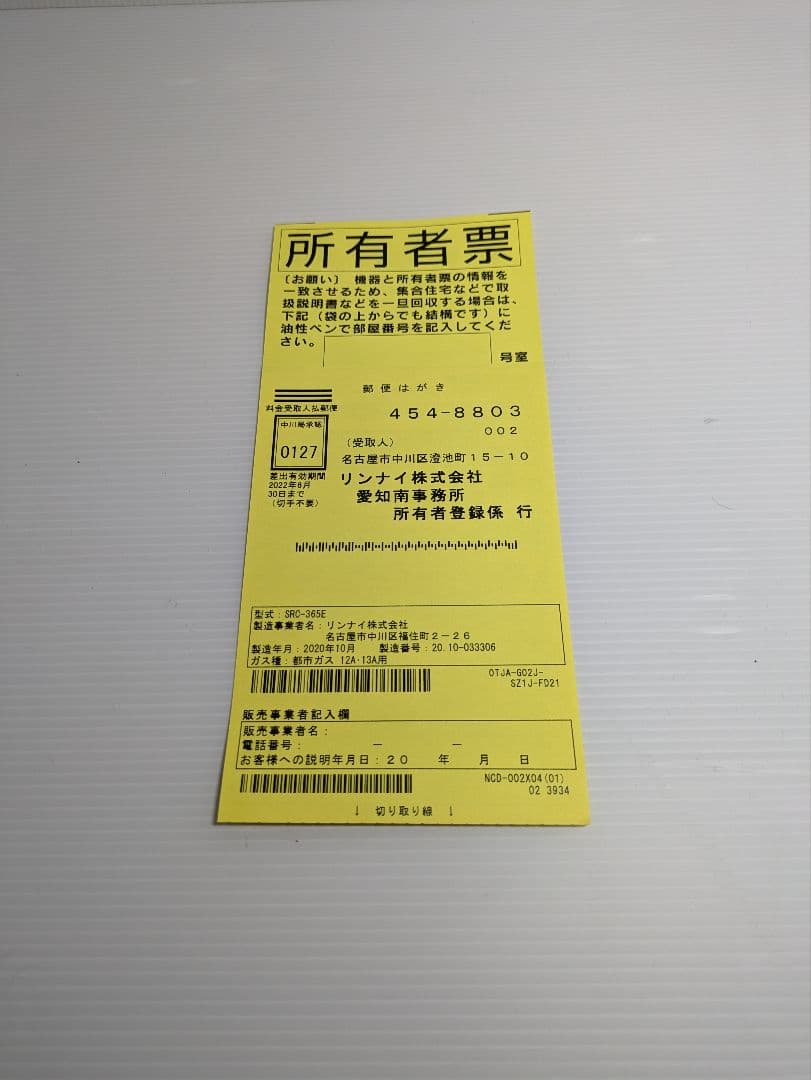 所有者票
〔お願い〕 機器と所有者票の情報を
一致させるため、集合住宅などで取
扱説明書などを一旦回収する場合は、
下記（袋の上からでも結構です）に
油性ペンで部屋番号を記入してくだ
さい。
号室
郵便はがき
料金受取人払郵便
中川局承認
0127
差出有効期間
2022年6月
30日まで
（切手不要）
454-8803
002
（受取人）
名古屋市中川区澄池町15-10
リンナイ株式会社
愛知南事務所
所有者登録係 行
型式：SRC-365E
製造事業者名：リンナイ株式会社
名古屋市中川区福住町2-26
製造年月：2020年10月 製造番号：20.10-033306
ガス種：都市ガス 12A・13A用
0TJA-G02J-
SZ1J-FD21
販売事業者記入欄
販売事業者名：
電話番号： － －
お客様への説明年月日：20 年 月 日
NCD-002X04(01)
02 3934
↓ 切り取り線 ↓